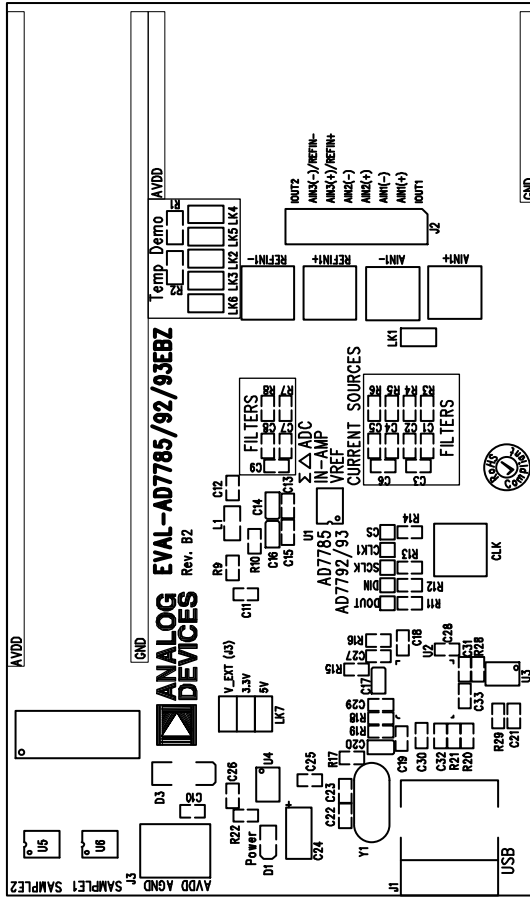 AVDD
AVDD
GND
GND
Temp Demo
R1
R2
LK4
LK5
LK2
LK3
LK6
IOUT2
AIN3(-)/REFIN-
AIN3(+)/REFIN+
AIN2(-)
AIN2(+)
AIN1(-)
AIN1(+)
IOUT1
J2
REFIN1-
REFIN1+
AIN1-
AIN1+
LK1
EVAL-AD7785/92/93EBZ
Rev. B2
ANALOG
DEVICES
FILTERS
R8
R7
C8
C7
C9
Σ △ ADC
IN-AMP
VREF
CURRENT SOURCES
R6
R5
R4
R3
C5
C4
C2
C1
C6
C3
FILTERS
RoHS
Compliant
C12
L1
R9
C14
C13
R10
C16
C15
C11
U1
AD7785
AD7792/93
CS
CLK1
SCLK
DIN
DOUT
R14
R13
R12
R11
CLK
V_EXT (J3)
3.3V
5V
LK7
R16
C27
R15
C17
C18
U2
C28
C31
R28
U3
C33
C29
R18
R19
C20
C19
C30
C32
R21
R20
R29
C21
D3
C10
C26
U4
R22
Power
D1
C24
+
C25
R17
C23
C22
Y1
J3
AVDD AGND
U5
U6
SAMPLE2
SAMPLE1
J1
USB